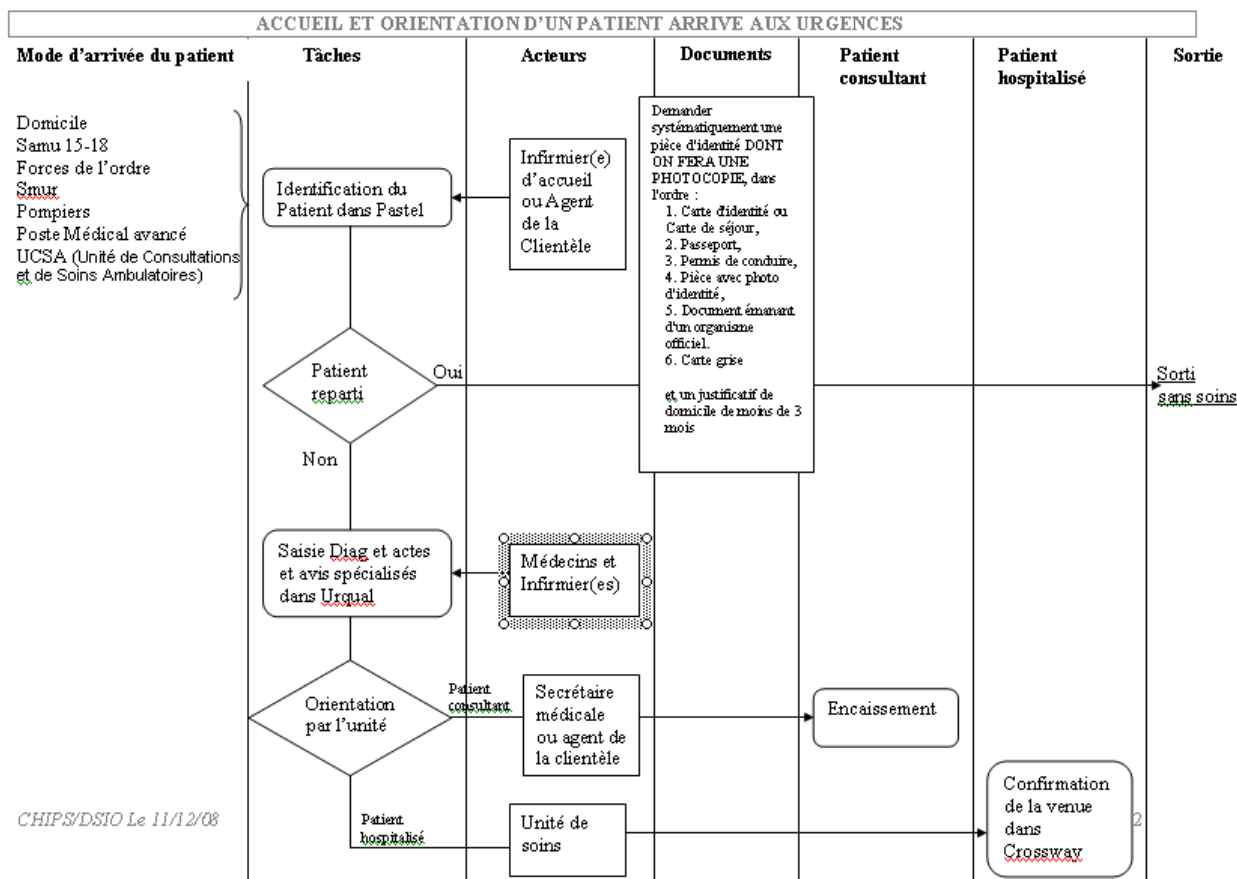 ACCUEIL ET ORIENTATION D'UN PATIENT ARRIVE AUX URGENCES
Mode d'arrivée du patient
Tâches
Acteurs
Documents
Patient
consultant
Patient
hospitalisé
Sortie
Domicile
Samu 15-18
Forces de l'ordre
Smur
Pompiers
Poste Médical avancé
UCSA (Unité de Consultations
et de Soins Ambulatoires)
Identification du
Patient dans Pastel
Infirmier(e)
d'accueil
ou Agent
de la
Clientèle
Demander
systématiquement une
pièce d'identité DONT
ON FERA UNE
PHOTOCOPIE, dans
l'ordre :
1. Carte d'identité ou
Carte de séjour,
2. Passeport,
3. Permis de conduire,
4. Pièce avec photo
d'identité,
5. Document émanant
d'un organisme
officiel.
6. Carte grise
et un justificatif de
domicile de moins de 3
mois
Patient
reparti
Oui
Sorti
sans soins
Non
Saisie Diag et actes
et avis spécialisés
dans Urqual
Médecins et
Infirmier(es)
Orientation
par l'unité
Patient
consultant
Secrétaire
médicale
ou agent de
la clientèle
Encaissement
Patient
hospitalisé
Unité de
soins
Confirmation
de la venue
dans
Crossway
CHIPS/DSIO Le 11/12/08
2